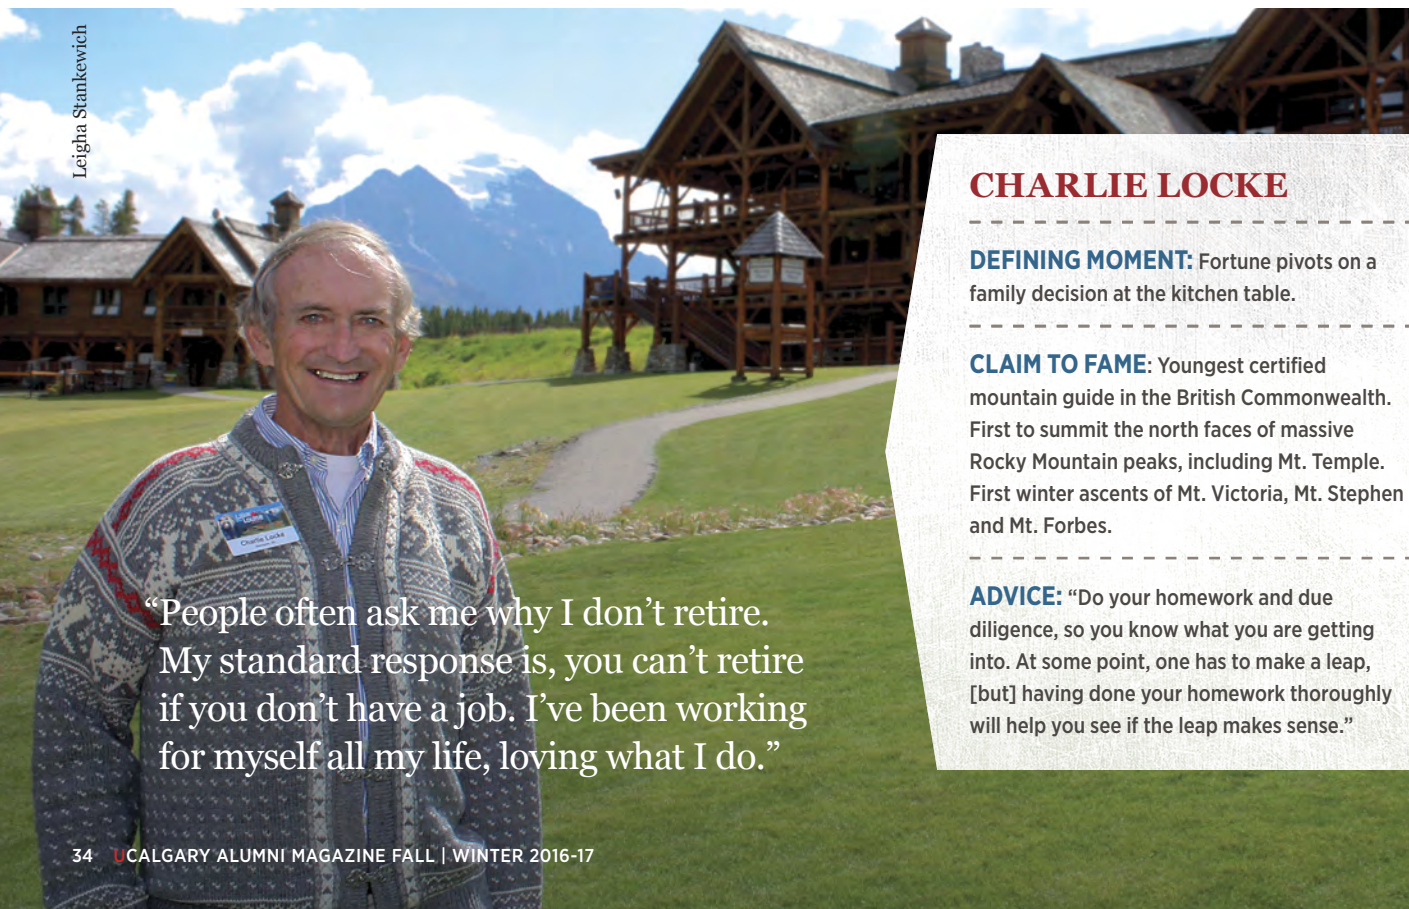 Leigha Stankewich
CHARLIE LOCKE
DEFINING MOMENT: Fortune pivots on a
family decision at the kitchen table.
CLAIM TO FAME: Youngest certified
mountain guide in the British Commonwealth.
First to summit the north faces of massive
Rocky Mountain peaks, including Mt. Temple.
First winter ascents of Mt. Victoria, Mt. Stephen
and Mt. Forbes.
ADVICE: “Do your homework and due
diligence, so you know what you are getting
into. At some point, one has to make a leap,
[but] having done your homework thoroughly
will help you see if the leap makes sense.”
Charlie Locke
“People often ask me why I don’t retire.
My standard response is, you can’t retire
if you don’t have a job. I’ve been working
for myself all my life, loving what I do.”
34 UCALGARY ALUMNI MAGAZINE FALL | WINTER 2016-17